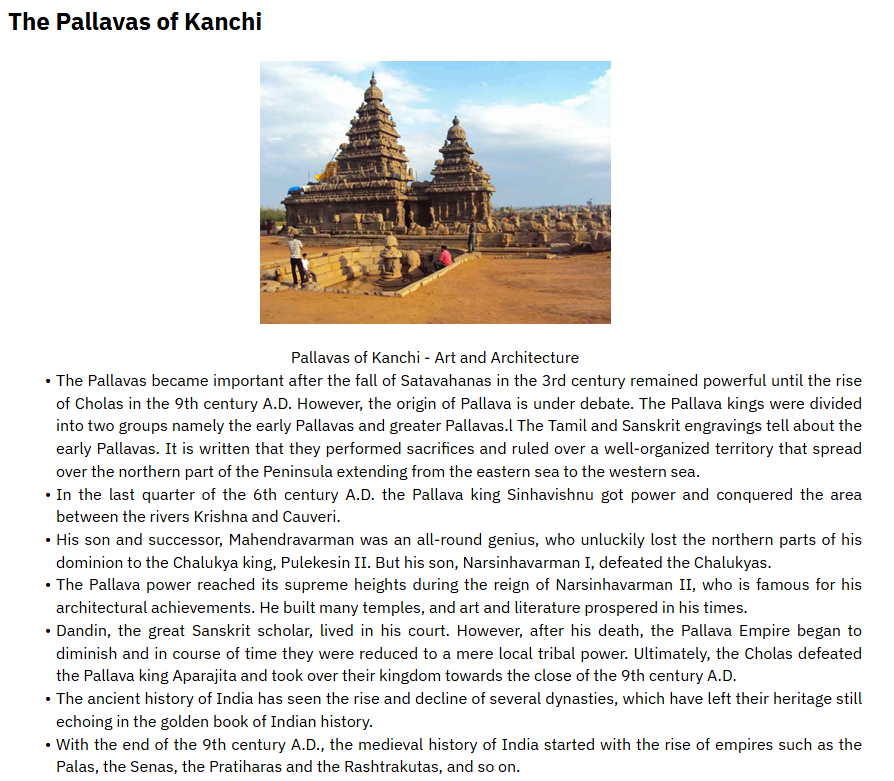 The Pallavas of Kanchi
Pallavas of Kanchi - Art and Architecture
• The Pallavas became important after the fall of Satavahanas in the 3rd century remained powerful until the rise
of Cholas in the 9th century A.D. However, the origin of Pallava is under debate. The Pallava kings were divided
into two groups namely the early Pallavas and greater Pallavas.l The Tamil and Sanskrit engravings tell about the
early Pallavas. It is written that they performed sacrifices and ruled over a well-organized territory that spread
over the northern part of the Peninsula extending from the eastern sea to the western sea.
• In the last quarter of the 6th century A.D. the Pallava king Sinhavishnu got power and conquered the area
between the rivers Krishna and Cauveri.
• His son and successor, Mahendravarman was an all-round genius, who unluckily lost the northern parts of his
dominion to the Chalukya king, Pulekesin II. But his son, Narsinhavarman I, defeated the Chalukyas.
• The Pallava power reached its supreme heights during the reign of Narsinhavarman II, who is famous for his
architectural achievements. He built many temples, and art and literature prospered in his times.
• Dandin, the great Sanskrit scholar, lived in his court. However, after his death, the Pallava Empire began to
diminish and in course of time they were reduced to a mere local tribal power. Ultimately, the Cholas defeated
the Pallava king Aparajita and took over their kingdom towards the close of the 9th century A.D.
• The ancient history of India has seen the rise and decline of several dynasties, which have left their heritage still
echoing in the golden book of Indian history.
• With the end of the 9th century A.D., the medieval history of India started with the rise of empires such as the
Palas, the Senas, the Pratiharas and the Rashtrakutas, and so on.